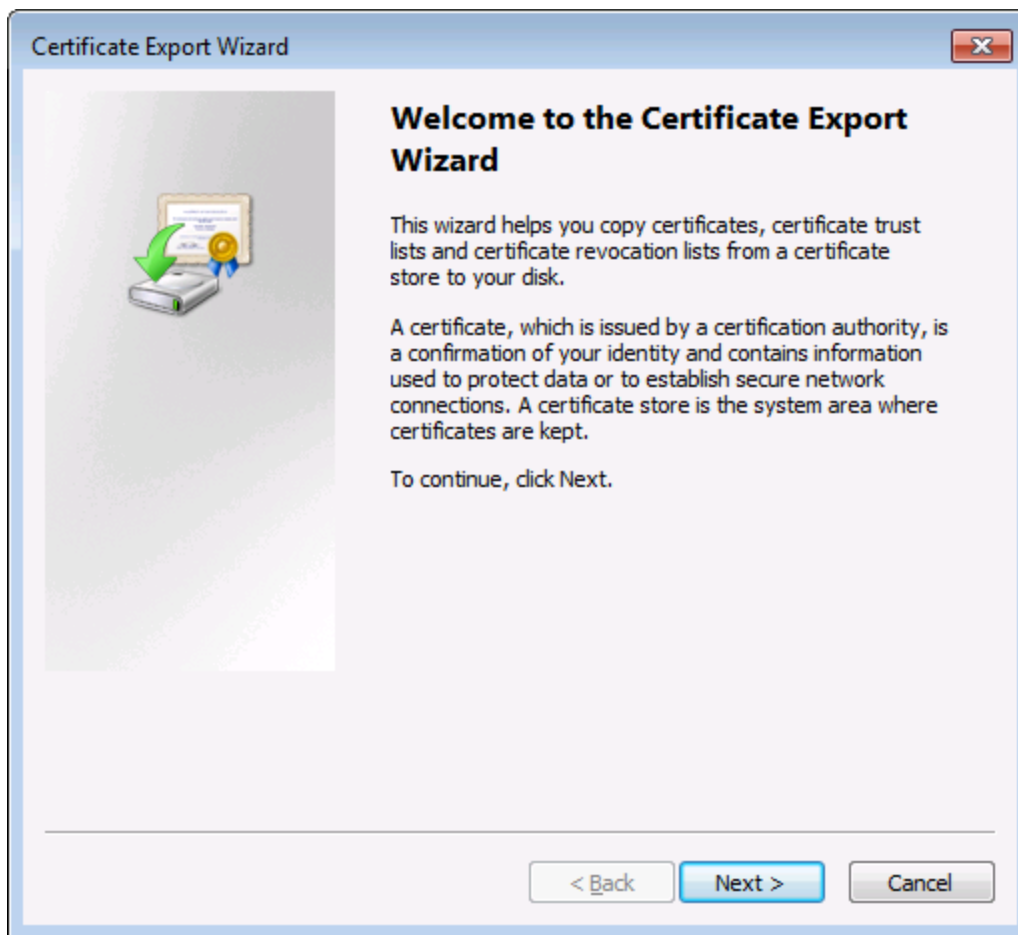 Certificate Export Wizard
Welcome to the Certificate Export
Wizard
This wizard helps you copy certificates, certificate trust
lists and certificate revocation lists from a certificate
store to your disk.
A certificate, which is issued by a certification authority, is
a confirmation of your identity and contains information
used to protect data or to establish secure network
connections. A certificate store is the system area where
certificates are kept.
To continue, click Next.
< Back
Next >
Cancel